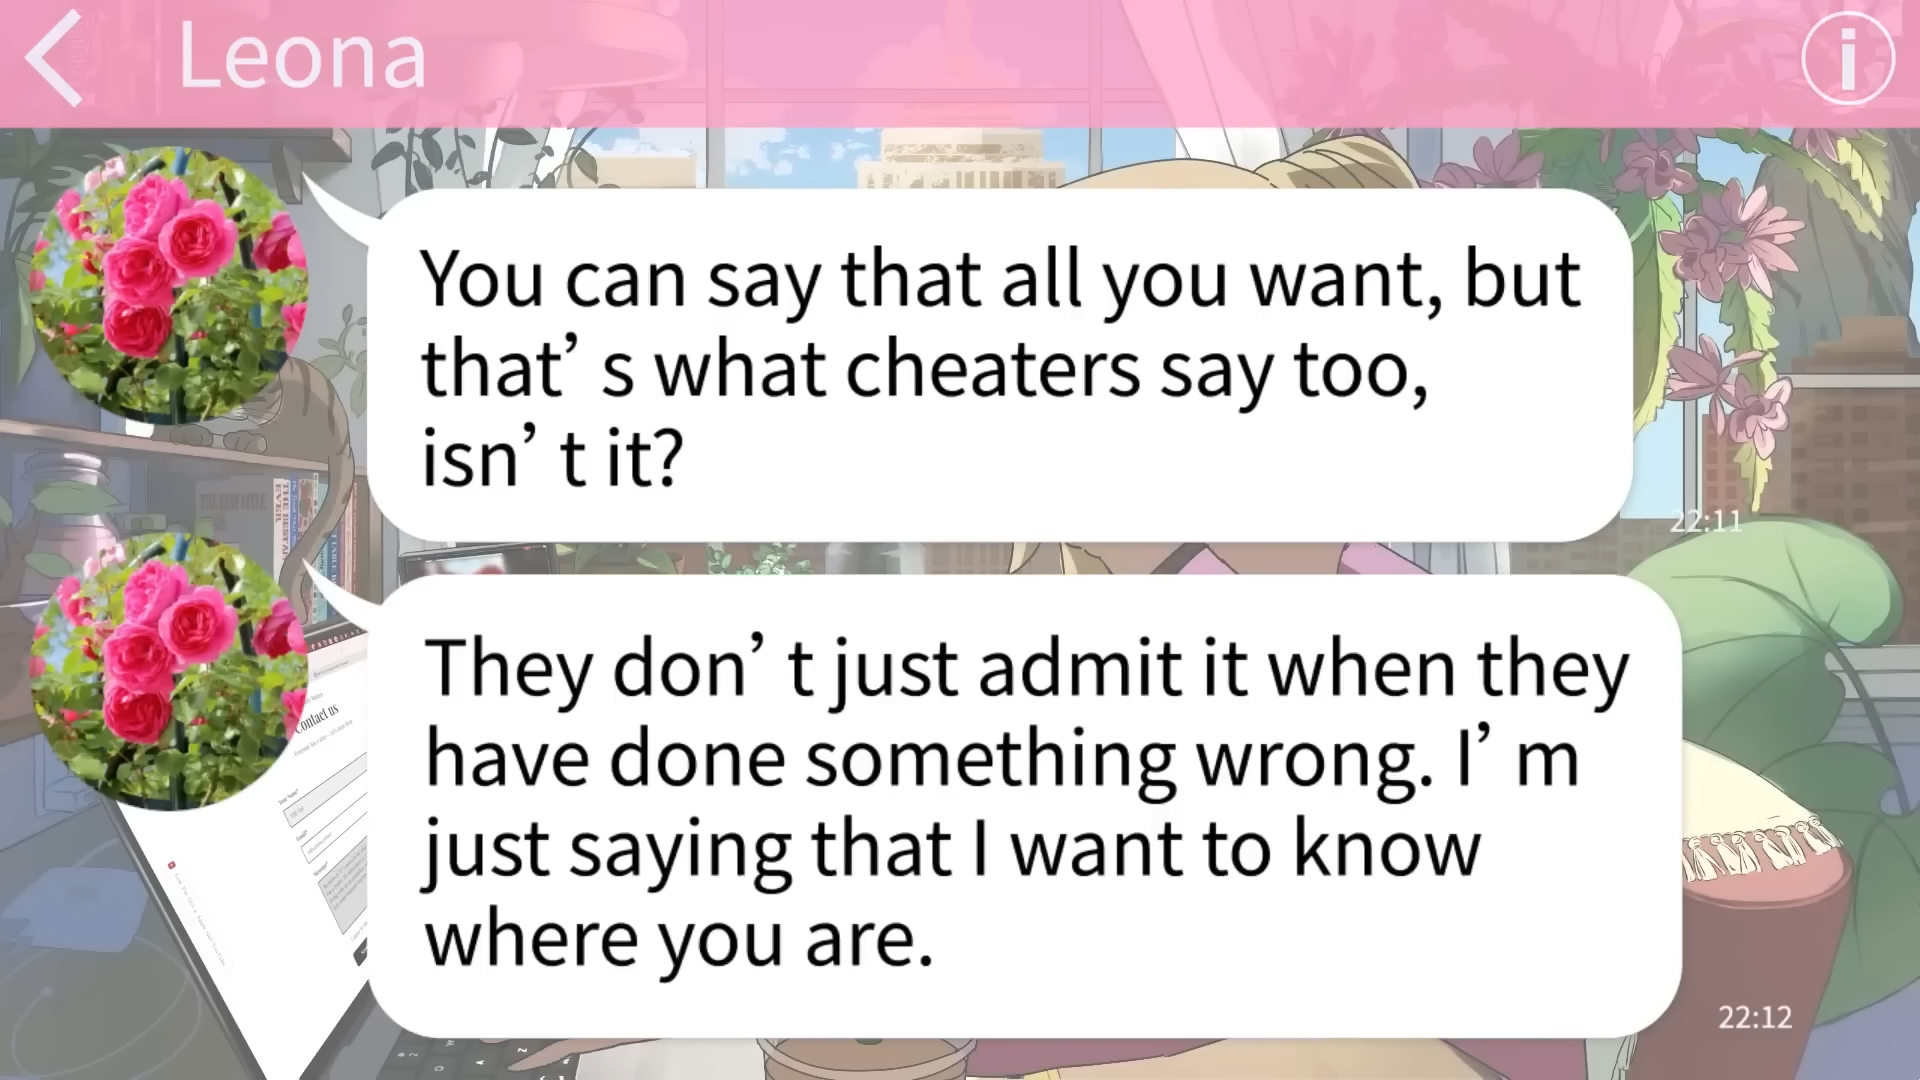 Leona
You can say that all you want, but
that’ s what cheaters say too,
isn’ t it?
22:11
They don’ t just admit it when they
have done something wrong. I’ m
just saying that I want to know
where you are.
22:12
Contact us